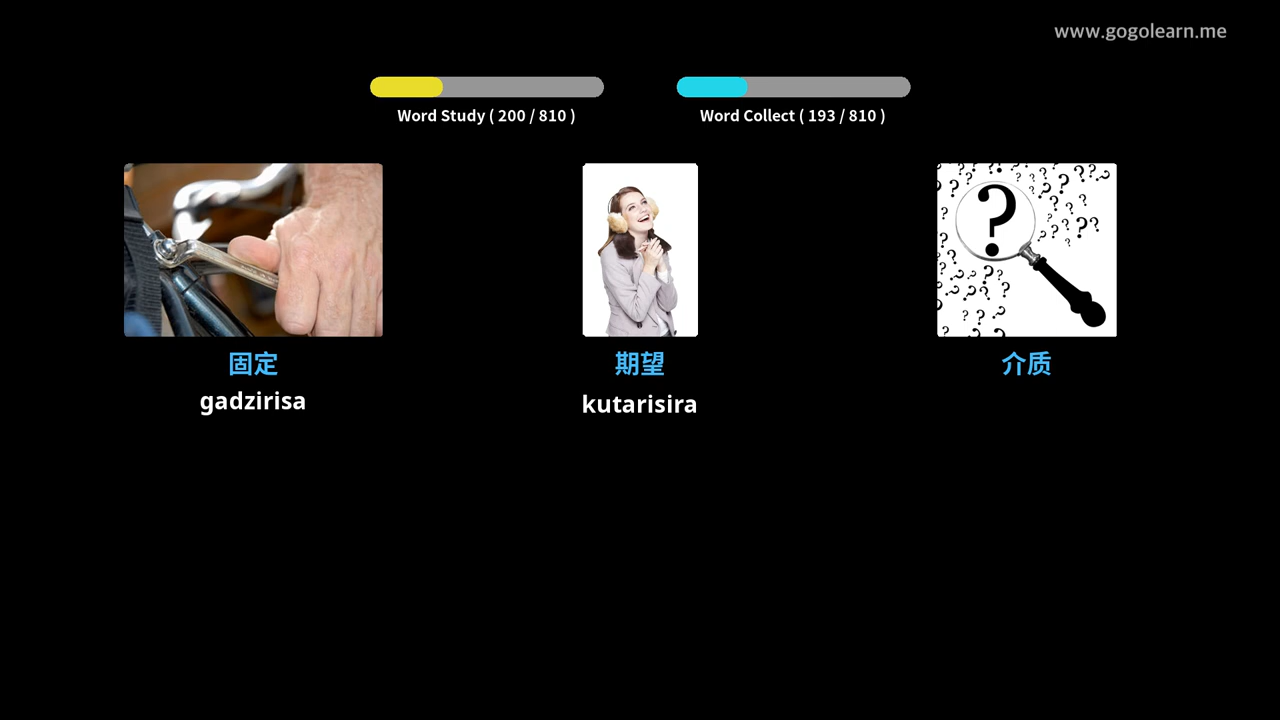 www.gogolearn.me
Word Study ( 200 / 810 )
Word Collect ( 193 / 810 )
固定
gadzirisa
期望
kutarisira
介质